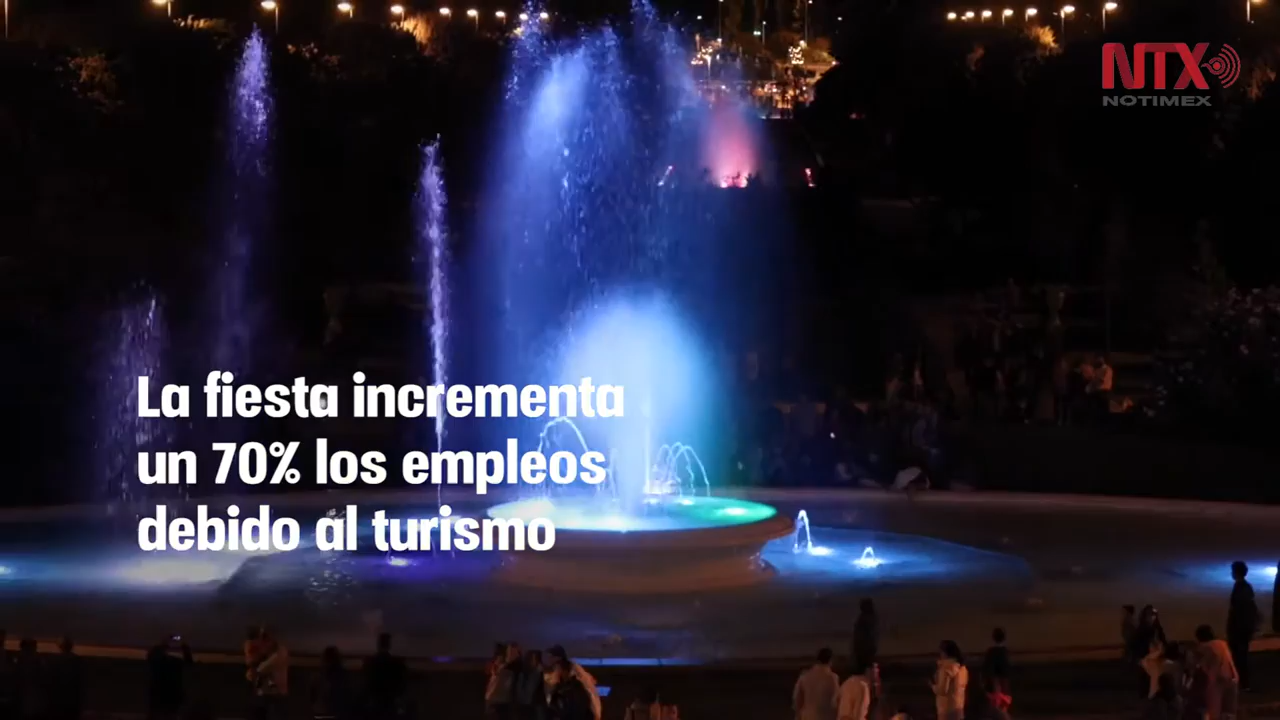 NTX
NOTIMEX
La fiesta incrementa
un 70% los empleos
debido al turismo